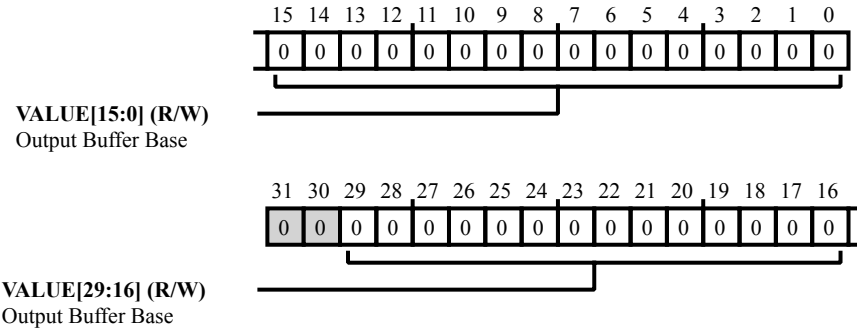 15 14 13 12 11 10 9 8 7 6 5 4 3 2 1 0
0 0 0 0 0 0 0 0 0 0 0 0 0 0 0 0
VALUE[15:0] (R/W)
Output Buffer Base
31 30 29 28 27 26 25 24 23 22 21 20 19 18 17 16
0 0 0 0 0 0 0 0 0 0 0 0 0 0 0 0
VALUE[29:16] (R/W)
Output Buffer Base